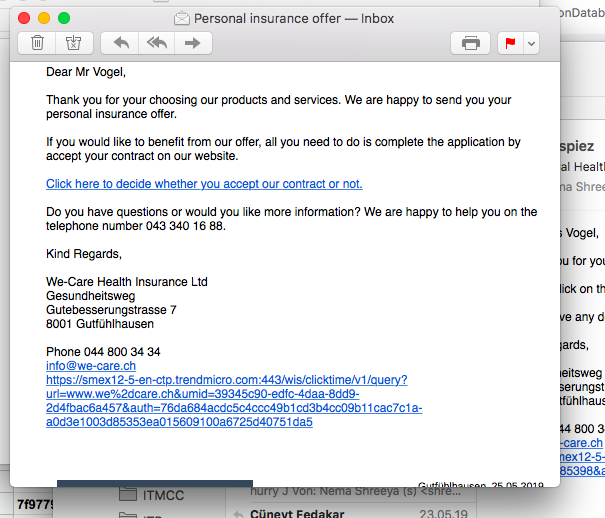 Personal insurance offer — Inbox
Dear Mr Vogel,
Thank you for your choosing our products and services. We are happy to send you your
personal insurance offer.
If you would like to benefit from our offer, all you need to do is complete the application by
accept your contract on our website.
Click here to decide whether you accept our contract or not.
Do you have questions or would you like more information? We are happy to help you on the
telephone number 043 340 16 88.
Kind Regards,
We-Care Health Insurance Ltd
Gesundheitsweg
Gutebesserungstrasse 7
8001 Gutfühlhausen
Phone 044 800 34 34
info@we-care.ch
https://smex12-5-en-ctp.trendmicro.com:443/wis/clicktime/v1/query?
url=www.we%2dcare.ch&umid=39345c90-edfc-4daa-8dd9-
2d4fbac6a457&auth=76da684acdc5c4ccc49b1cd3b4cc09b11cac7c1a-
a0d3e1003d85353ea015609100a6725d40751da5
Gutfühlhausen, 25.05.2019
onDatab
spiez
al Healt
na Shree
s Vogel,
ou for you
lick on th
ve any d
gards,
heitsweg
serungst
tfühlhaus
44 800 3
-care.ch
mex12-5-
85398&a
7f9779
ITMCC
hurry J Von: Nema Shreeya (s) <shre...
Cüneyt Fedakar
23.05.19